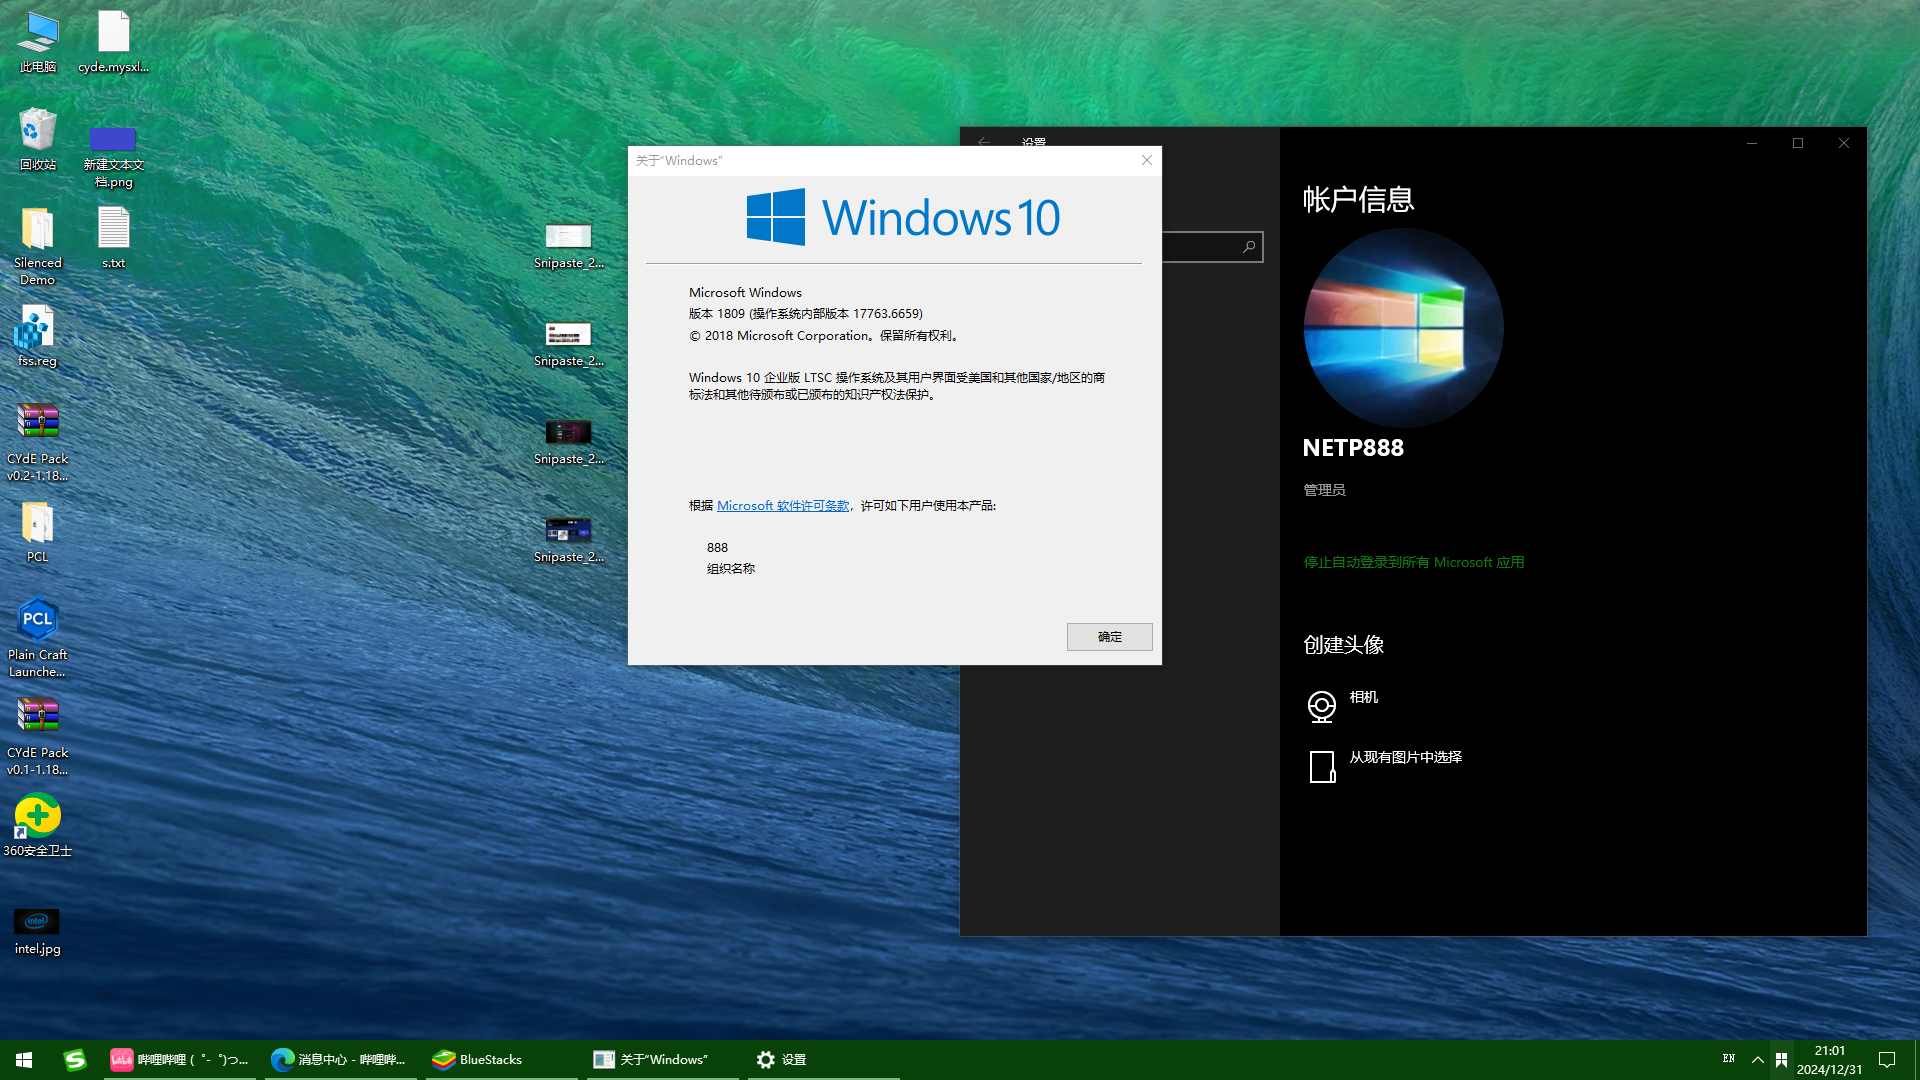 此电脑
cyde.mysxl...
回收站
新建文本文
档.png
Silenced
Demo
s.txt
fss.reg
CYdE Pack
v0.2-1.18...
PCL
PCL
Plain Craft
Launche...
CYdE Pack
v0.1-1.18...
360安全卫士
intel
intel.jpg
Snipaste_2...
Snipaste_2...
Snipaste_2...
Snipaste_2...
关于“Windows”
Windows 10
Microsoft Windows
版本 1809 (操作系统内部版本 17763.6659)
© 2018 Microsoft Corporation。保留所有权利。
Windows 10 企业版 LTSC 操作系统及其用户界面受美国和其他国家/地区的商
标法和其他待颁布或已颁布的知识产权法保护。
根据 Microsoft 软件许可条款，许可如下用户使用本产品:
888
组织名称
确定
设置
帐户信息
NETP888
管理员
停止自动登录到所有 Microsoft 应用
创建头像
相机
从现有图片中选择
哔哩哔哩 ( ゜- ゜)つ...
消息中心 - 哔哩哔...
BlueStacks
关于“Windows”
设置
EN
21:01
2024/12/31